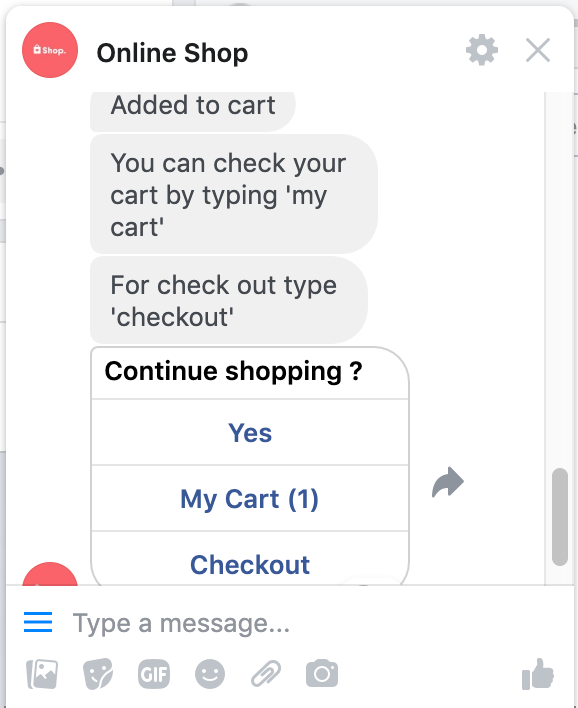 Shop.
Online Shop
Added to cart
You can check your
cart by typing 'my
cart'
For check out type
'checkout'
Continue shopping ?
Yes
My Cart (1)
Checkout
Type a message...
GIF